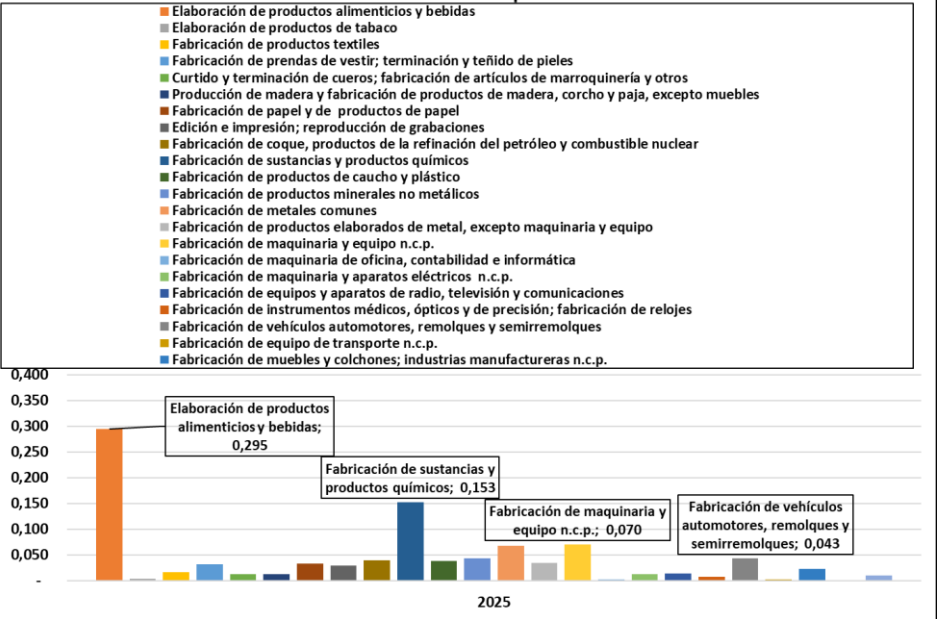 Elaboración de productos alimenticios y bebidas
Elaboración de productos de tabaco
Fabricación de productos textiles
Fabricación de prendas de vestir; terminación y teñido de pieles
Curtido y terminación de cueros; fabricación de artículos de marroquinería y otros
Producción de madera y fabricación de productos de madera, corcho y paja, excepto muebles
Fabricación de papel y de productos de papel
Edición e impresión; reproducción de grabaciones
Fabricación de coque, productos de la refinación del petróleo y combustible nuclear
Fabricación de sustancias y productos químicos
Fabricación de productos de caucho y plástico
Fabricación de productos minerales no metálicos
Fabricación de metales comunes
Fabricación de productos elaborados de metal, excepto maquinaria y equipo
Fabricación de maquinaria y equipo n.c.p.
Fabricación de maquinaria de oficina, contabilidad e informática
Fabricación de maquinaria y aparatos eléctricos n.c.p.
Fabricación de equipos y aparatos de radio, televisión y comunicaciones
Fabricación de instrumentos médicos, ópticos y de precisión; fabricación de relojes
Fabricación de vehículos automotores, remolques y semirremolques
Fabricación de equipo de transporte n.c.p.
Fabricación de muebles y colchones; industrias manufactureras n.c.p.
0,400
0,350
0,300
0,250
0,200
0,150
0,100
0,050
-
Elaboración de productos
alimenticios y bebidas;
0,295
Fabricación de sustancias y
productos químicos; 0,153
Fabricación de maquinaria y
equipo n.c.p.; 0,070
Fabricación de vehículos
automotores, remolques y
semirremolques; 0,043
2025